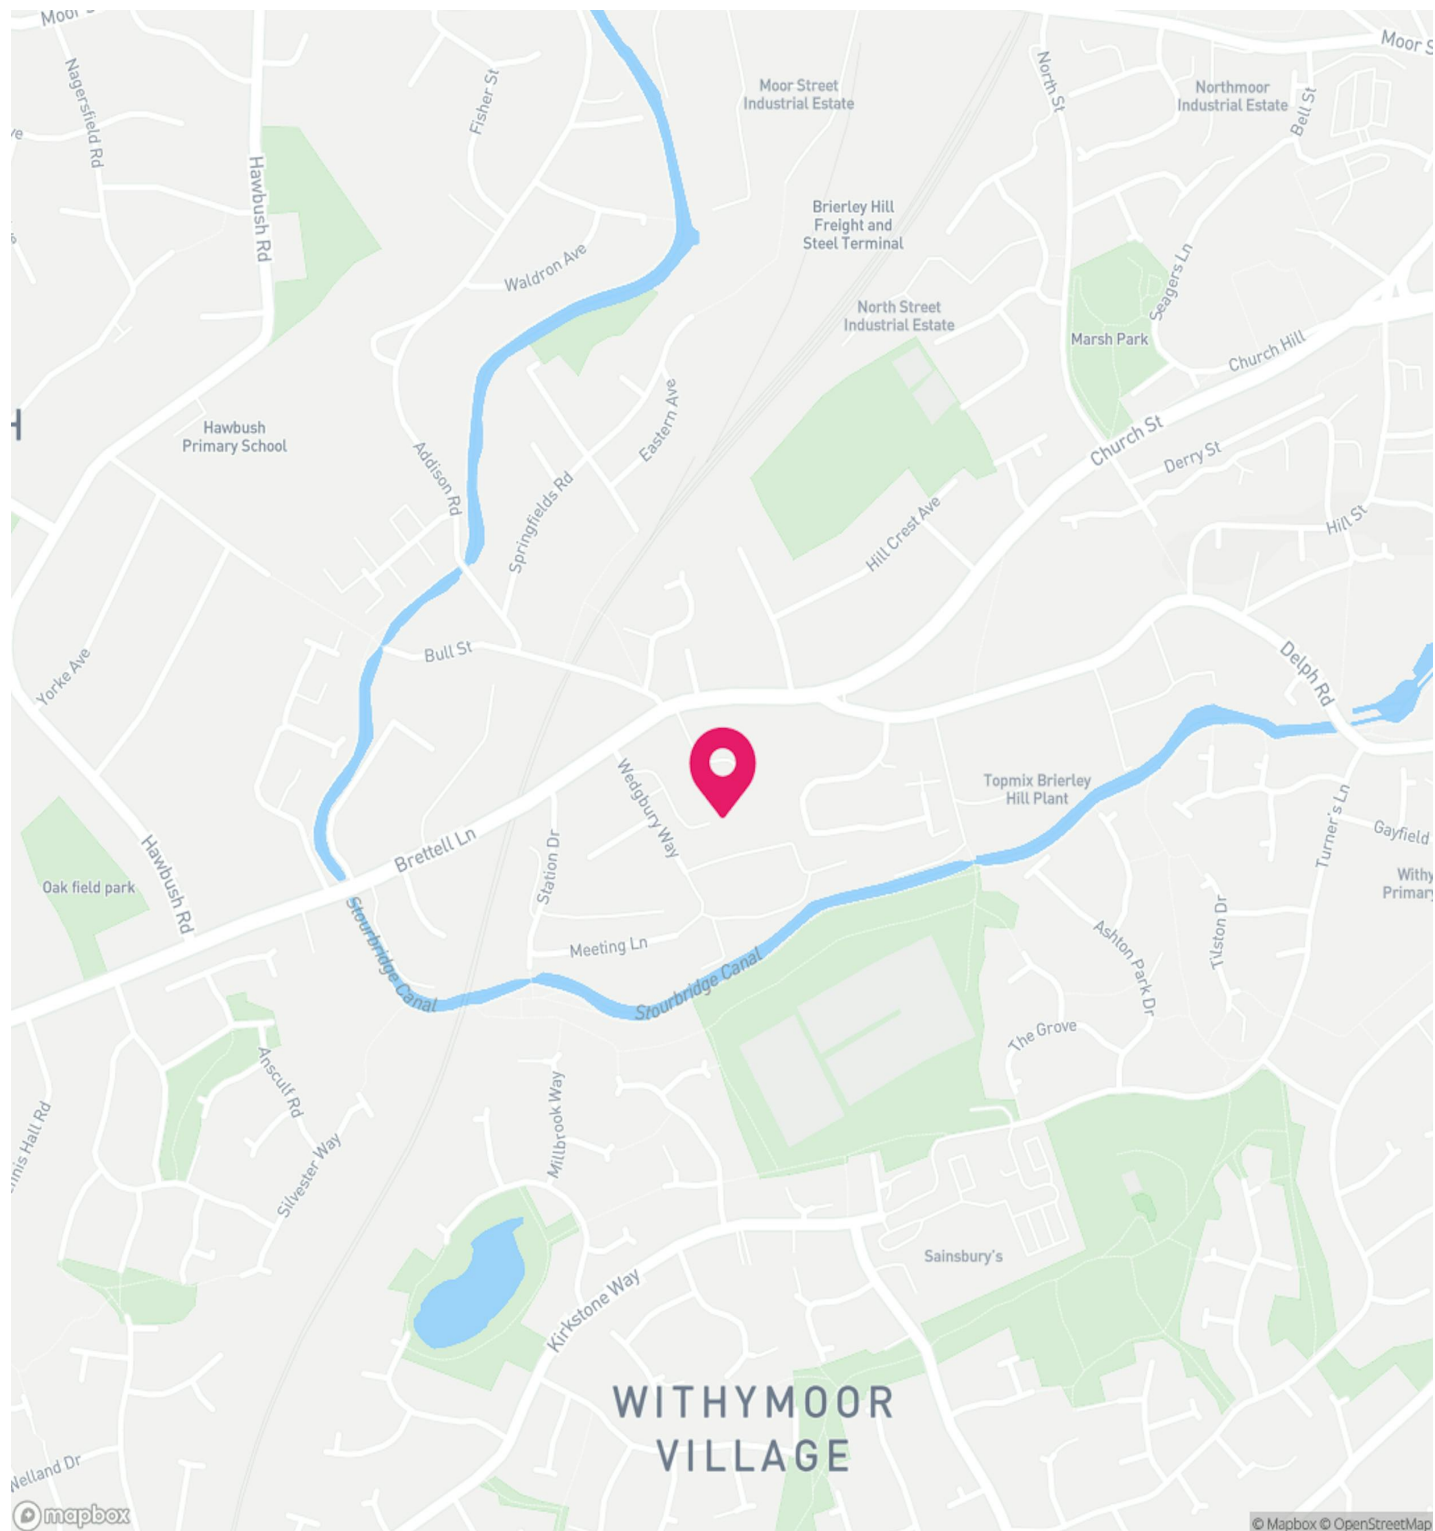 Moor S
Nagersfield Rd
Fisher St
Moor Street
Industrial Estate
North St
Northmoor
Industrial Estate
Bell St
Moor S
Hawbush Rd
Brierley Hill
Freight and
Steel Terminal
Waldron Ave
Seagers Ln
North Street
Industrial Estate
Marsh Park
Church Hill
Hawbush
Primary School
H
Eastern Ave
Addison Rd
Springfields Rd
Church St
Derry St
Hill Crest Ave
Hill St
Bull St
Yorke Ave
Delph Rd
Wedgbury Way
Topmix Brierley
Hill Plant
Turner's Ln
Gayfield
Brettell Ln
Station Dr
Hawbush Rd
Oak field park
Withy
Primary
Stourbridge Canal
Meeting Ln
Stourbridge Canal
Ashton Park Dr
Tilston Dr
The Grove
Ansculf Rd
Millbrook Way
nnis Hall Rd
Silvester Way
Sainsbury's
Kirkstone Way
WITHYMOOR
VILLAGE
Welland Dr
mapbox
© Mapbox © OpenStreetMap